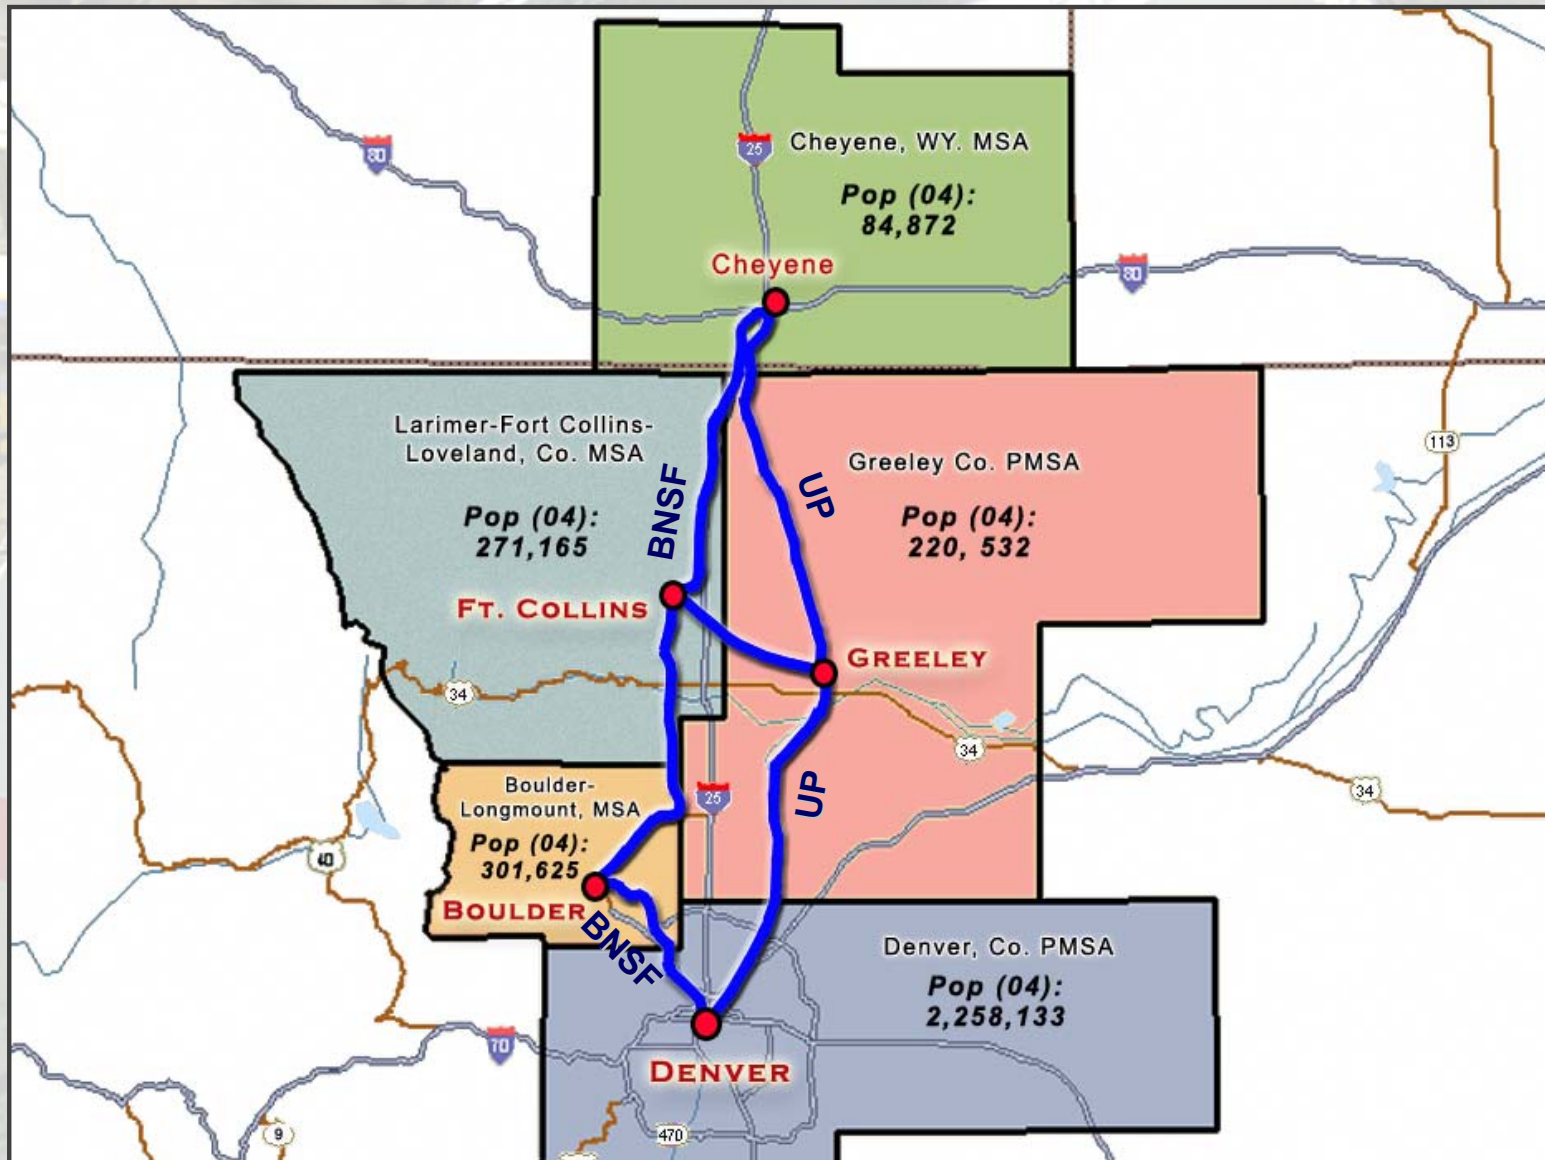 80
25
Cheyene, WY. MSA
Pop (04):
84,872
Cheyene
80
Larimer-Fort Collins-
Loveland, Co. MSA
Pop (04):
271,165
BNSF
UP
Greeley Co. PMSA
Pop (04):
220, 532
113
FT. COLLINS
GREELEY
34
34
34
Boulder-
Longmount, MSA
Pop (04):
301,625
25
UP
40
BOULDER
BNSF
Denver, Co. PMSA
Pop (04):
2,258,133
70
DENVER
9
470